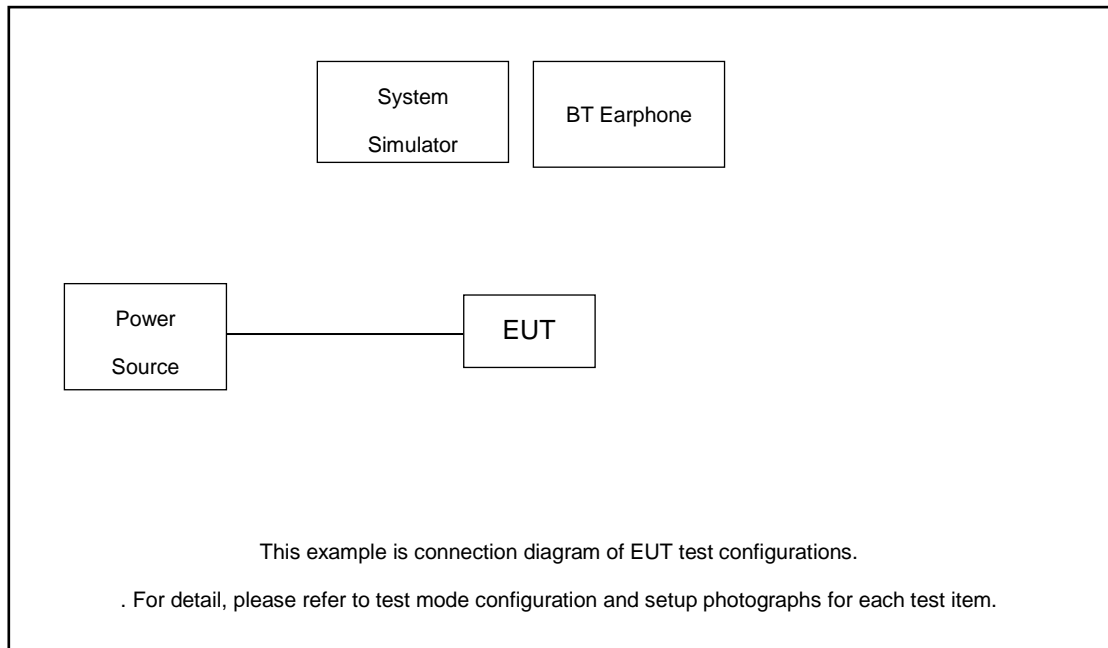 System
Simulator
BT Earphone
Power
Source
EUT
This example is connection diagram of EUT test configurations.
. For detail, please refer to test mode configuration and setup photographs for each test item.